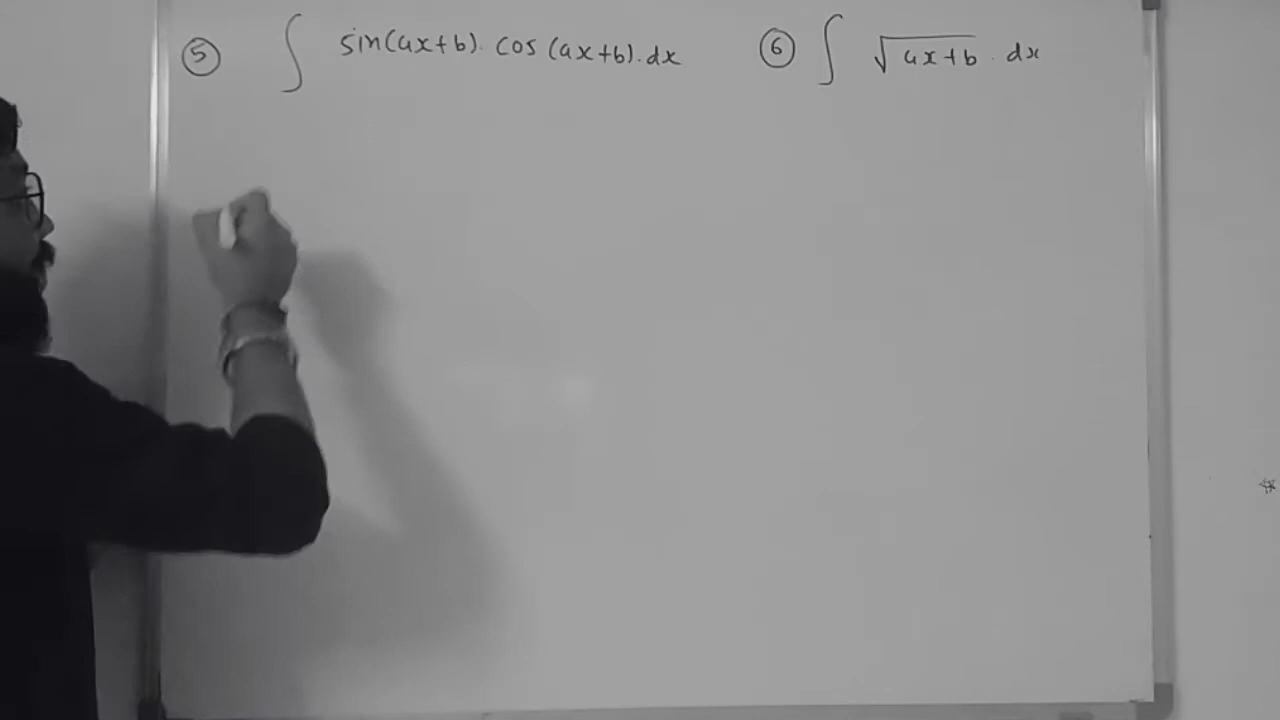 ⑤ ∫ sin(ax+b). cos (ax+b).dx
⑥ ∫ √ax+b . dx